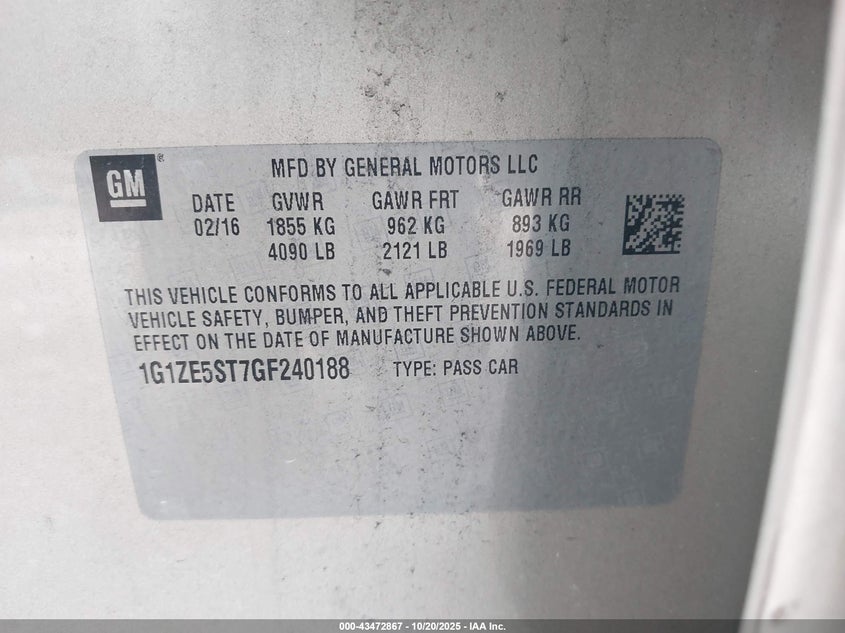 GM ®
MFD BY GENERAL MOTORS LLC
DATE GVWR GAWR FRT GAWR RR
02/16 1855 KG 962 KG 893 KG
4090 LB 2121 LB 1969 LB
THIS VEHICLE CONFORMS TO ALL APPLICABLE U.S. FEDERAL MOTOR
VEHICLE SAFETY, BUMPER, AND THEFT PREVENTION STANDARDS IN
EFFECT ON THE DATE OF MANUFACTURE SHOWN ABOVE.
1G1ZE5ST7GF240188 TYPE: PASS CAR
000-43472867 - 10/20/2025 - IAA Inc.